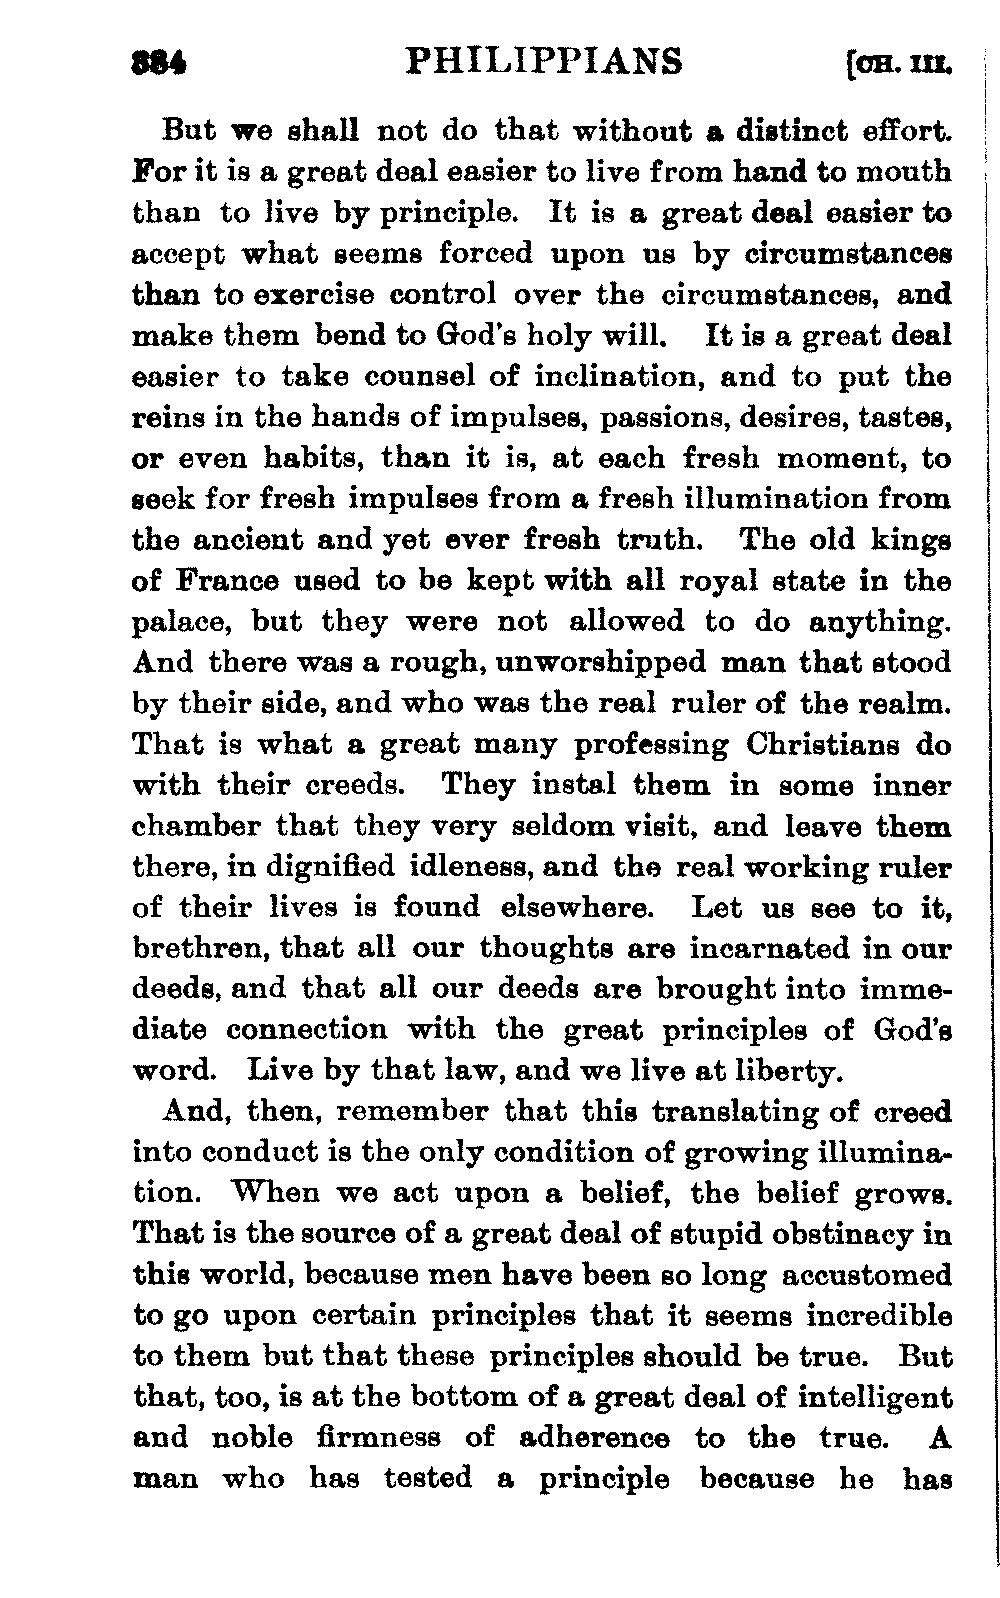 384 PHILIPPIANS [CH. III.
But we shall not do that without a distinct effort.
For it is a great deal easier to live from hand to mouth
than to live by principle. It is a great deal easier to
accept what seems forced upon us by circumstances
than to exercise control over the circumstances, and
make them bend to God's holy will. It is a great deal
easier to take counsel of inclination, and to put the
reins in the hands of impulses, passions, desires, tastes,
or even habits, than it is, at each fresh moment, to
seek for fresh impulses from a fresh illumination from
the ancient and yet ever fresh truth. The old kings
of France used to be kept with all royal state in the
palace, but they were not allowed to do anything.
And there was a rough, unworshipped man that stood
by their side, and who was the real ruler of the realm.
That is what a great many professing Christians do
with their creeds. They instal them in some inner
chamber that they very seldom visit, and leave them
there, in dignified idleness, and the real working ruler
of their lives is found elsewhere. Let us see to it,
brethren, that all our thoughts are incarnated in our
deeds, and that all our deeds are brought into imme-
diate connection with the great principles of God's
word. Live by that law, and we live at liberty.
And, then, remember that this translating of creed
into conduct is the only condition of growing illumina-
tion. When we act upon a belief, the belief grows.
That is the source of a great deal of stupid obstinacy in
this world, because men have been so long accustomed
to go upon certain principles that it seems incredible
to them but that these principles should be true. But
that, too, is at the bottom of a great deal of intelligent
and noble firmness of adherence to the true. A
man who has tested a principle because he has